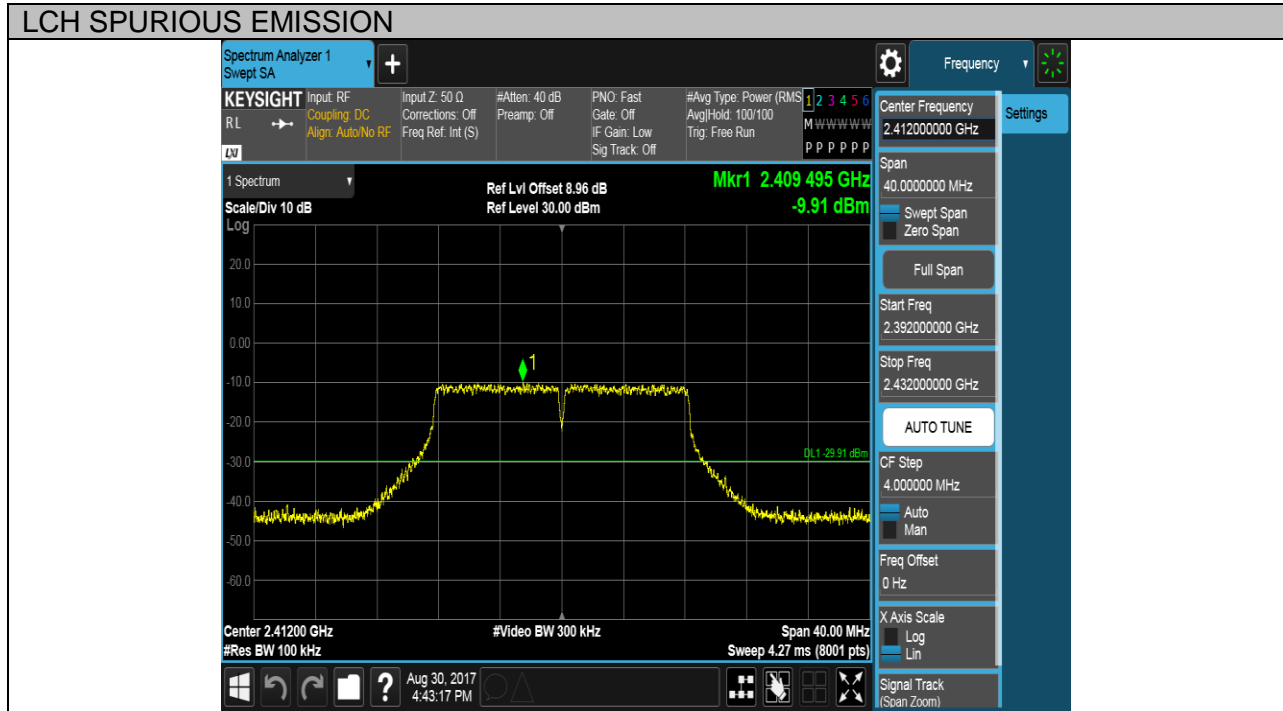 LCH SPURIOUS EMISSION
Spectrum Analyzer 1
Swept SA
+
Frequency
KEYSIGHT
RL
LXI
Input: RF
Coupling: DC
Align: Auto/No RF
Input Z: 50 Ω
Corrections: Off
Freq Ref: Int (S)
#Atten: 40 dB
Preamp: Off
PNO: Fast
Gate: Off
IF Gain: Low
Sig Track: Off
#Avg Type: Power (RMS
Avg|Hold: 100/100
Trig: Free Run
1 2 3 4 5 6
M W W W W W
P P P P P P
1 Spectrum
Scale/Div 10 dB
Log
Ref Lvl Offset 8.96 dB
Ref Level 30.00 dBm
Mkr1 2.409 495 GHz
-9.91 dBm
20.0
10.0
0.00
-10.0
-20.0
-30.0
-40.0
-50.0
-60.0
1
DL1 -29.91 dBm
Center 2.41200 GHz
#Res BW 100 kHz
#Video BW 300 kHz
Span 40.00 MHz
Sweep 4.27 ms (8001 pts)
?
Aug 30, 2017
4:43:17 PM
Settings
Center Frequency
2.412000000 GHz
Span
40.0000000 MHz
Swept Span
Zero Span
Full Span
Start Freq
2.392000000 GHz
Stop Freq
2.432000000 GHz
AUTO TUNE
CF Step
4.000000 MHz
Auto
Man
Freq Offset
0 Hz
X Axis Scale
Log
Lin
Signal Track
(Span Zoom)